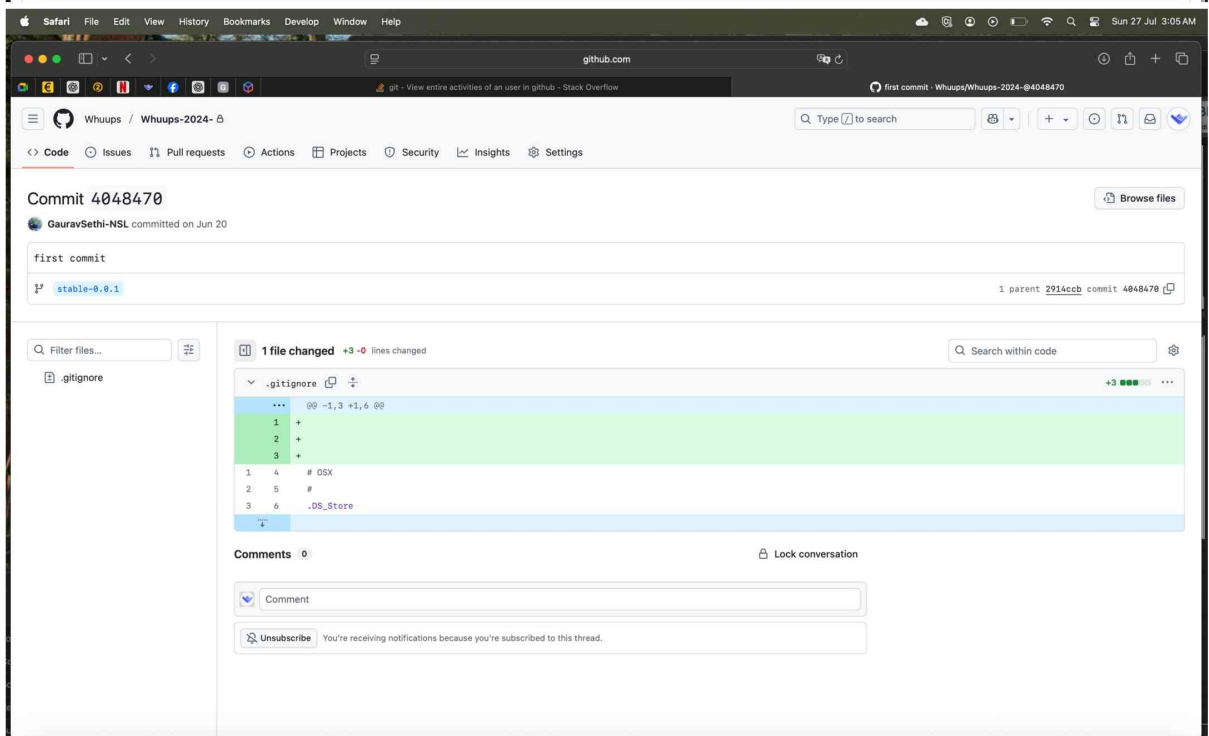 Safari File Edit View History Bookmarks Develop Window Help Sun 27 Jul 3:05 AM
github.com
git - View entire activities of an user in github - Stack Overflow
first commit · Whuups/Whuups-2024-@4048470
Whuups / Whuups-2024-
Type / to search
Code Issues Pull requests Actions Projects Security Insights Settings
Commit 4048470
Browse files
GauravSethi-NSL committed on Jun 20
first commit
stable-0.0.1
1 parent 2914ccb commit 4048470
Filter files...
1 file changed +3 -0 lines changed
Search within code
.gitignore
.gitignore
+3
@@ -1,3 +1,6 @@
1 +
2 +
3 +
1 4 # OSX
2 5 #
3 6 .DS_Store
Comments 0
Lock conversation
Comment
Unsubscribe You're receiving notifications because you're subscribed to this thread.